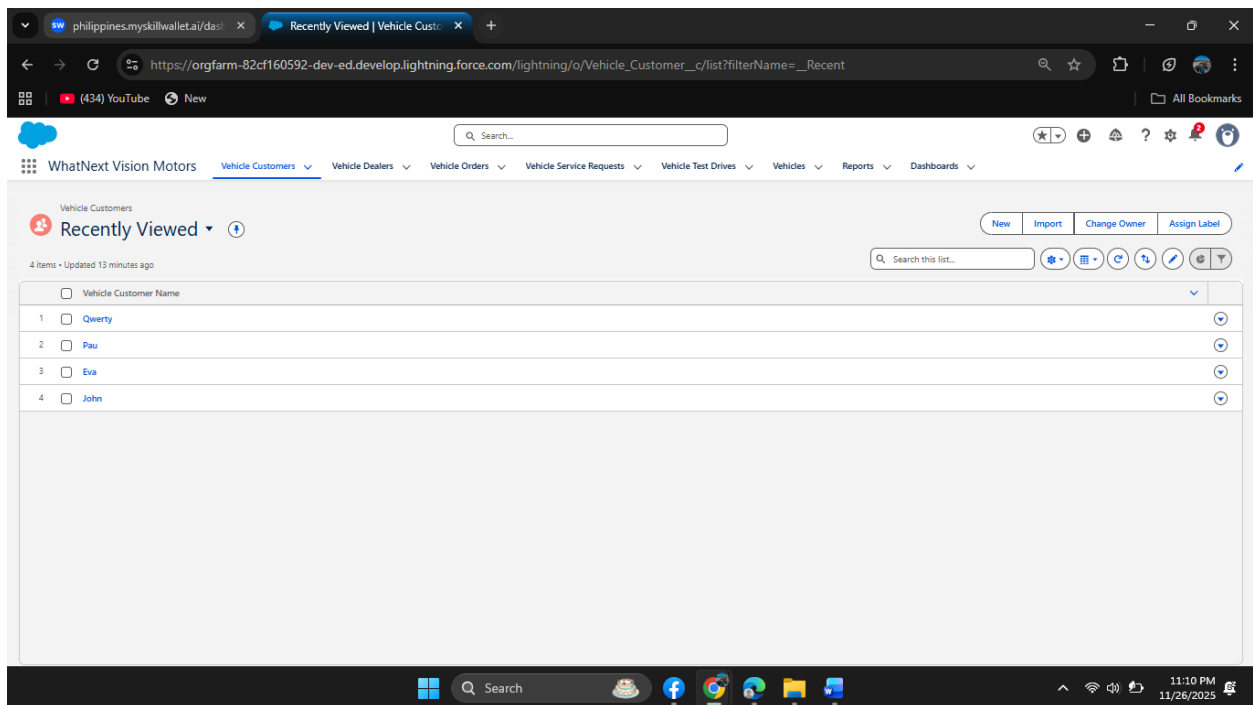 philippines.myskillwallet.ai/dash
Recently Viewed | Vehicle Custo
https://orgfarm-82cf160592-dev-ed.develop.lightning.force.com/lightning/o/Vehicle_Customer__c/list?filterName=__Recent
(434) YouTube
New
All Bookmarks
Search...
2
WhatNext Vision Motors
Vehicle Customers
Vehicle Dealers
Vehicle Orders
Vehicle Service Requests
Vehicle Test Drives
Vehicles
Reports
Dashboards
Vehicle Customers
Recently Viewed
New
Import
Change Owner
Assign Label
4 items • Updated 13 minutes ago
Search this list...
Vehicle Customer Name
1 Qwerty
2 Pau
3 Eva
4 John
Search
11:10 PM
11/26/2025